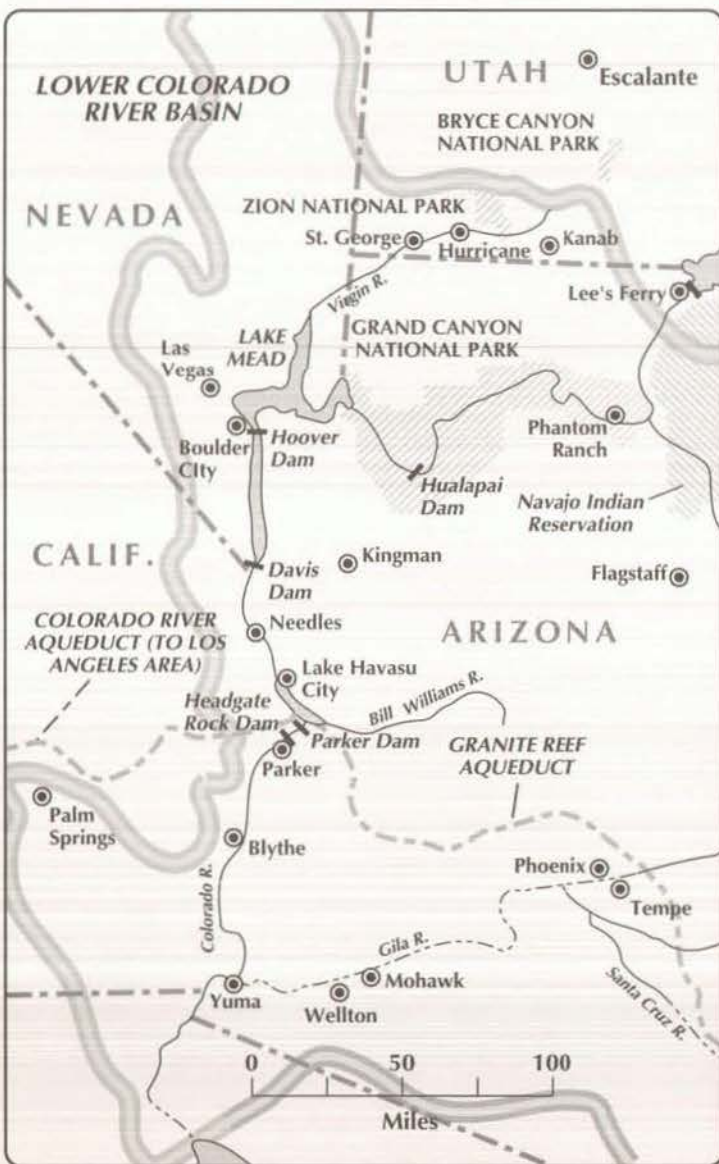 LOWER COLORADO
RIVER BASIN
UTAH
Escalante
BRYCE CANYON
NATIONAL PARK
NEVADA
ZION NATIONAL PARK
St. George
Hurricane
Kanab
Virgin R.
Lee's Ferry
LAKE
MEAD
GRAND CANYON
NATIONAL PARK
Las
Vegas
Boulder
CIty
Hoover
Dam
Phantom
Ranch
Hualapai
Dam
Navajo Indian
Reservation
CALIF.
Davis
Dam
Kingman
Flagstaff
COLORADO RIVER
AQUEDUCT (TO LOS
ANGELES AREA)
Needles
ARIZONA
Lake Havasu
City
Headgate
Rock Dam
Bill Williams R.
Parker Dam
Parker
GRANITE REEF
AQUEDUCT
Palm
Springs
Blythe
Phoenix
Tempe
Colorado R.
Gila R.
Mohawk
Yuma
Wellton
Santa Cruz R.
0 50 100
Miles